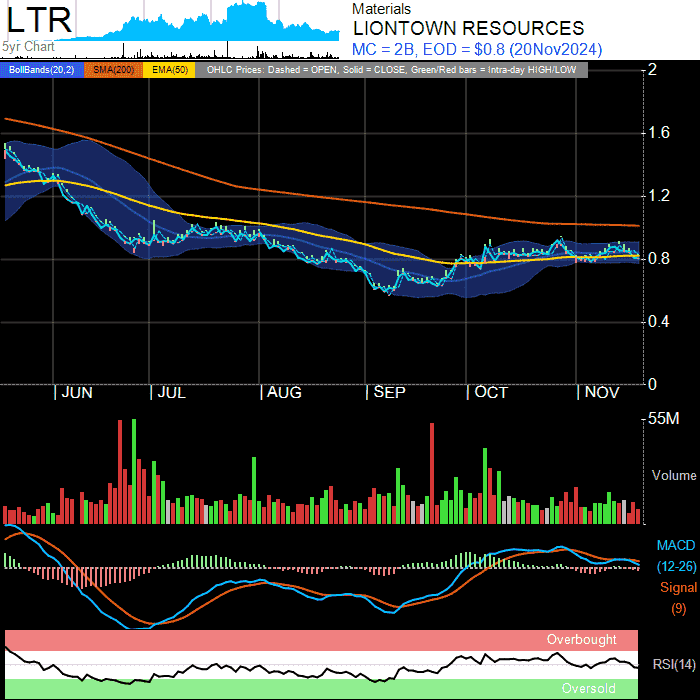 LTR
5yr Chart
Materials
LIONTOWN RESOURCES
MC = 2B, EOD = $0.8 (20Nov2024)
BollBands(20,2) SMA(200) EMA(50) OHLC Prices: Dashed = OPEN, Solid = CLOSE, Green/Red bars = Intra-day HIGH/LOW
2
1.6
1.2
0.8
0.4
0
| JUN | JUL | AUG | SEP | OCT | NOV
55M
Volume
MACD
(12-26)
Signal
(9)
Overbought
RSI(14)
Oversold